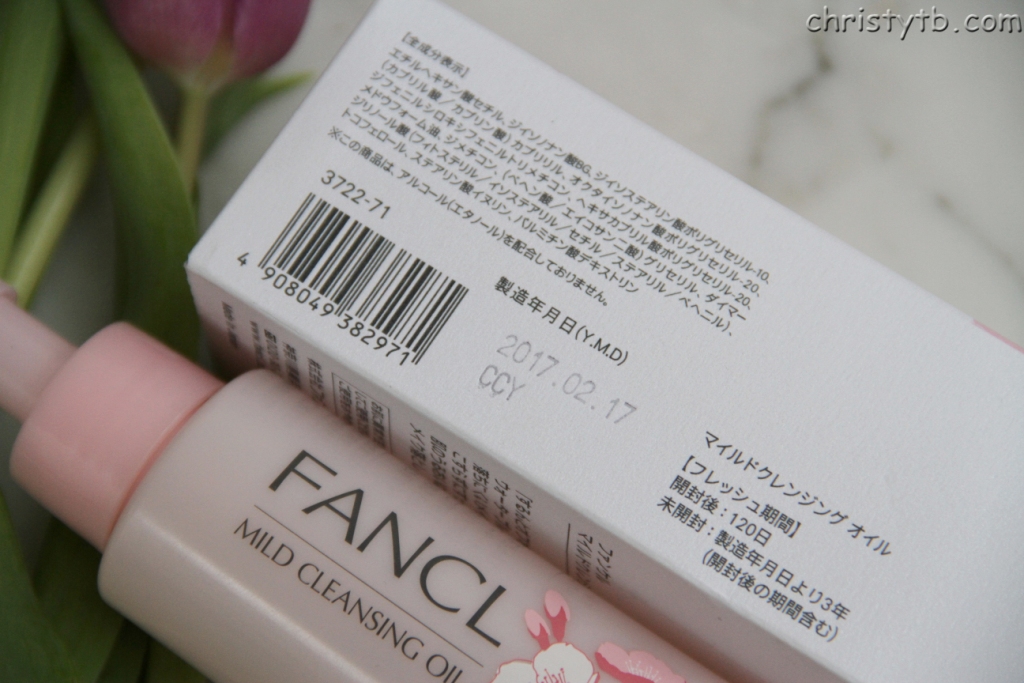 christytb.com
【全成分表示】
エチルヘキサン酸セチル、ジイソノナン酸BG、ジイソステアリン酸ポリグリセリル-10、
(カプリル酸/カプリン酸)カプリリル、オクタイソノナン酸ポリグリセリル-20、
ジフェニルシロキシフェニルトリメチコン、ヘキサカプリル酸ポリグリセリル-20、
メドウフォーム油、ジメチコン、(ベヘン酸/エイコサン二酸)グリセリル、ダイマー
ジリノール酸(フィトステリル/イソステアリル/セチル/ステアリル/ベヘニル)、
トコフェロール、ステアリン酸イヌリン、パルミチン酸デキストリン
※この商品は、アルコール(エタノール)を配合しておりません。
3722-71
4 908049 382971
製造年月日(Y.M.D)
2017.02.17
CCY
マイルドクレンジング オイル
【フレッシュ期間】
開封後:120日
未開封:製造年月日より3年
(開封後の期間含む)
FANCL
MILD CLEANSING OIL